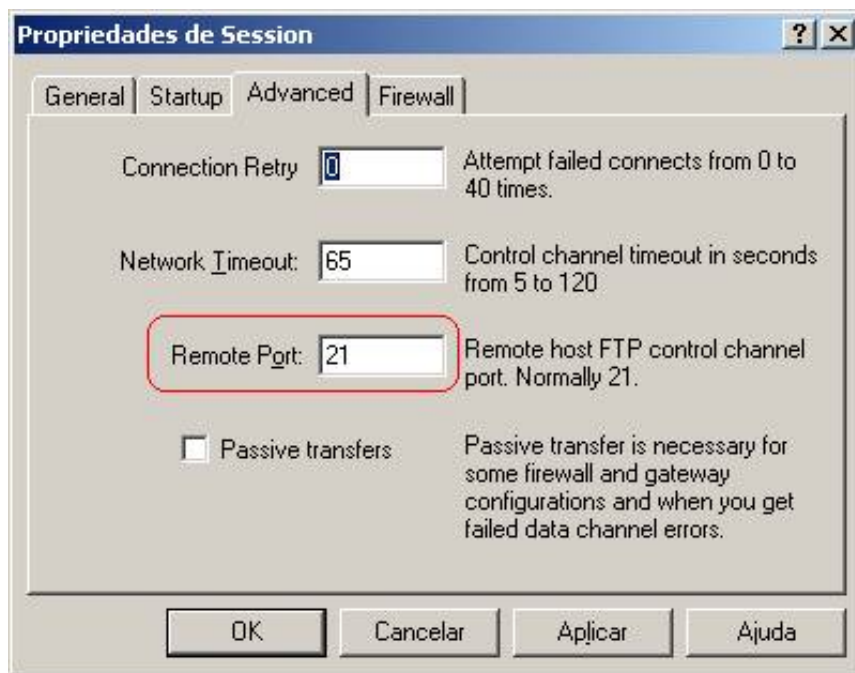 Propriedades de Session
General Startup Advanced Firewall
Connection Retry 0 Attempt failed connects from 0 to
40 times.
Network Timeout: 65 Control channel timeout in seconds
from 5 to 120
Remote Port: 21 Remote host FTP control channel
port. Normally 21.
Passive transfers Passive transfer is necessary for
some firewall and gateway
configurations and when you get
failed data channel errors.
OK Cancelar Aplicar Ajuda